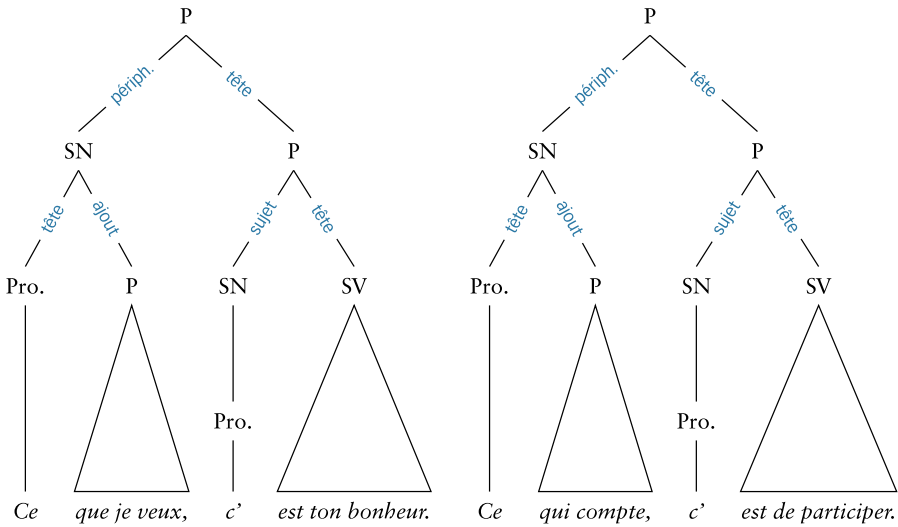 P P
périph. tête périph. tête
SN P SN P
tête ajout sujet tête tête ajout sujet tête
Pro. P SN SV Pro. P SN SV
Pro. Pro.
Ce que je veux, c’ est ton bonheur. Ce qui compte, c’ est de participer.